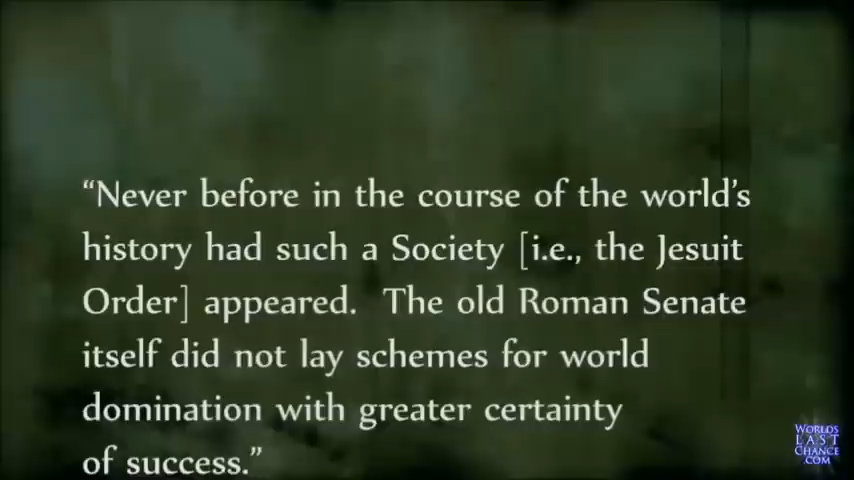 “Never before in the course of the world’s
history had such a Society [i.e., the Jesuit
Order] appeared.  The old Roman Senate
itself did not lay schemes for world
domination with greater certainty
of success.”
WORLDS
LAST
CHANCE
.COM